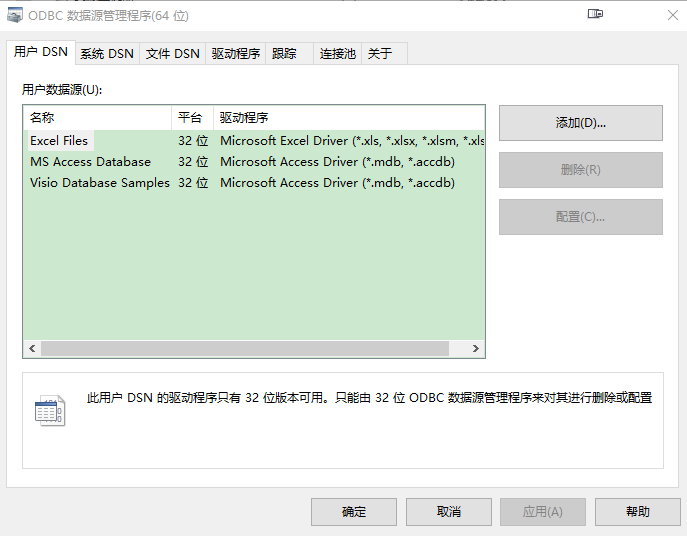 ODBC 数据源管理程序(64 位)
用户 DSN 系统 DSN 文件 DSN 驱动程序 跟踪 连接池 关于
用户数据源(U):
名称 平台 驱动程序
Excel Files 32 位 Microsoft Excel Driver (*.xls, *.xlsx, *.xlsm, *.xls
MS Access Database 32 位 Microsoft Access Driver (*.mdb, *.accdb)
Visio Database Samples 32 位 Microsoft Access Driver (*.mdb, *.accdb)
添加(D)...
删除(R)
配置(C)...
此用户 DSN 的驱动程序只有 32 位版本可用。只能由 32 位 ODBC 数据源管理程序来对其进行删除或配置
确定 取消 应用(A) 帮助